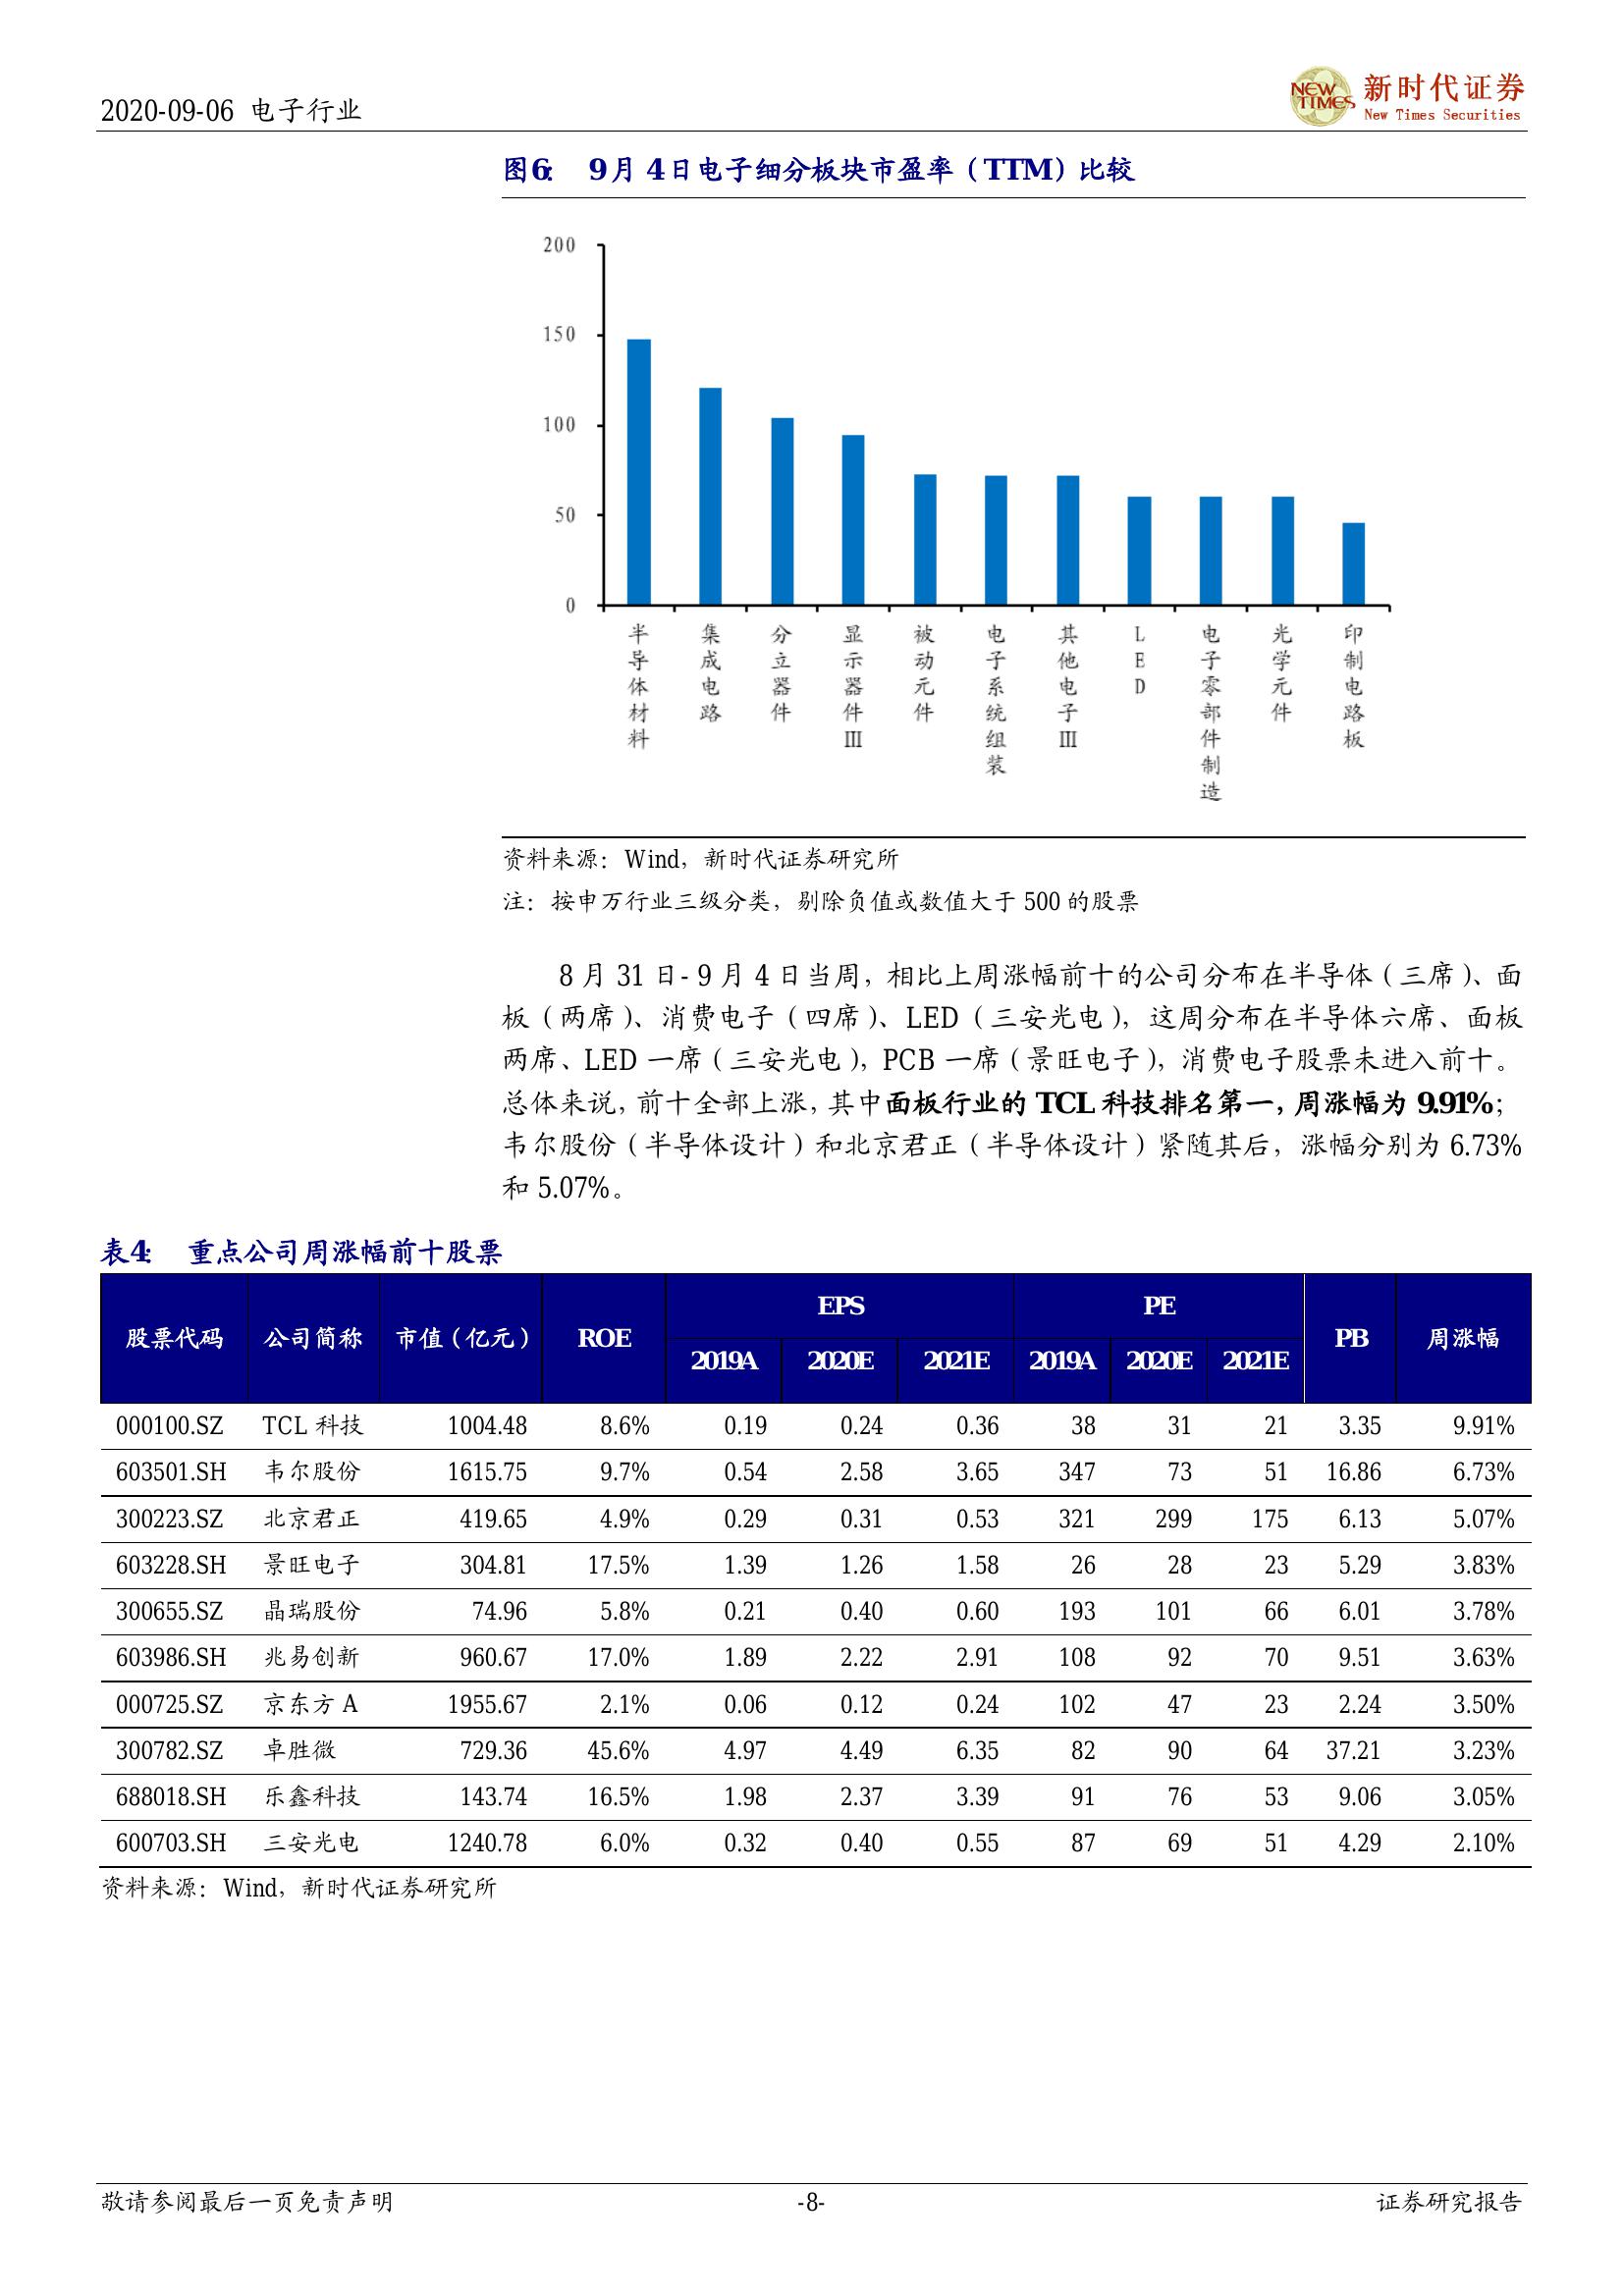 2020-09-06 电子行业
NEW TIMES 新时代证券
New Times Securities
图6: 9月4日电子细分板块市盈率（TTM）比较
200
150
100
50
0
半导体材料
集成电路
分立器件
显示器件III
被动元件
电子系统组装
其他电子III
LED
电子零部件制造
光学元件
印制电路板
资料来源：Wind，新时代证券研究所
注：按申万行业三级分类，剔除负值或数值大于 500 的股票
8 月 31 日- 9 月 4 日当周，相比上周涨幅前十的公司分布在半导体（三席）、面
板（两席）、消费电子（四席）、LED（三安光电），这周分布在半导体六席、面板
两席、LED 一席（三安光电），PCB 一席（景旺电子），消费电子股票未进入前十。
总体来说，前十全部上涨，其中面板行业的 TCL 科技排名第一，周涨幅为 9.91%；
韦尔股份（半导体设计）和北京君正（半导体设计）紧随其后，涨幅分别为 6.73%
和 5.07%。
表4: 重点公司周涨幅前十股票
股票代码 公司简称 市值（亿元） ROE EPS PE PB 周涨幅
2019A 2020E 2021E 2019A 2020E 2021E
000100.SZ TCL 科技 1004.48 8.6% 0.19 0.24 0.36 38 31 21 3.35 9.91%
603501.SH 韦尔股份 1615.75 9.7% 0.54 2.58 3.65 347 73 51 16.86 6.73%
300223.SZ 北京君正 419.65 4.9% 0.29 0.31 0.53 321 299 175 6.13 5.07%
603228.SH 景旺电子 304.81 17.5% 1.39 1.26 1.58 26 28 23 5.29 3.83%
300655.SZ 晶瑞股份 74.96 5.8% 0.21 0.40 0.60 193 101 66 6.01 3.78%
603986.SH 兆易创新 960.67 17.0% 1.89 2.22 2.91 108 92 70 9.51 3.63%
000725.SZ 京东方 A 1955.67 2.1% 0.06 0.12 0.24 102 47 23 2.24 3.50%
300782.SZ 卓胜微 729.36 45.6% 4.97 4.49 6.35 82 90 64 37.21 3.23%
688018.SH 乐鑫科技 143.74 16.5% 1.98 2.37 3.39 91 76 53 9.06 3.05%
600703.SH 三安光电 1240.78 6.0% 0.32 0.40 0.55 87 69 51 4.29 2.10%
资料来源：Wind，新时代证券研究所
敬请参阅最后一页免责声明 -8- 证券研究报告